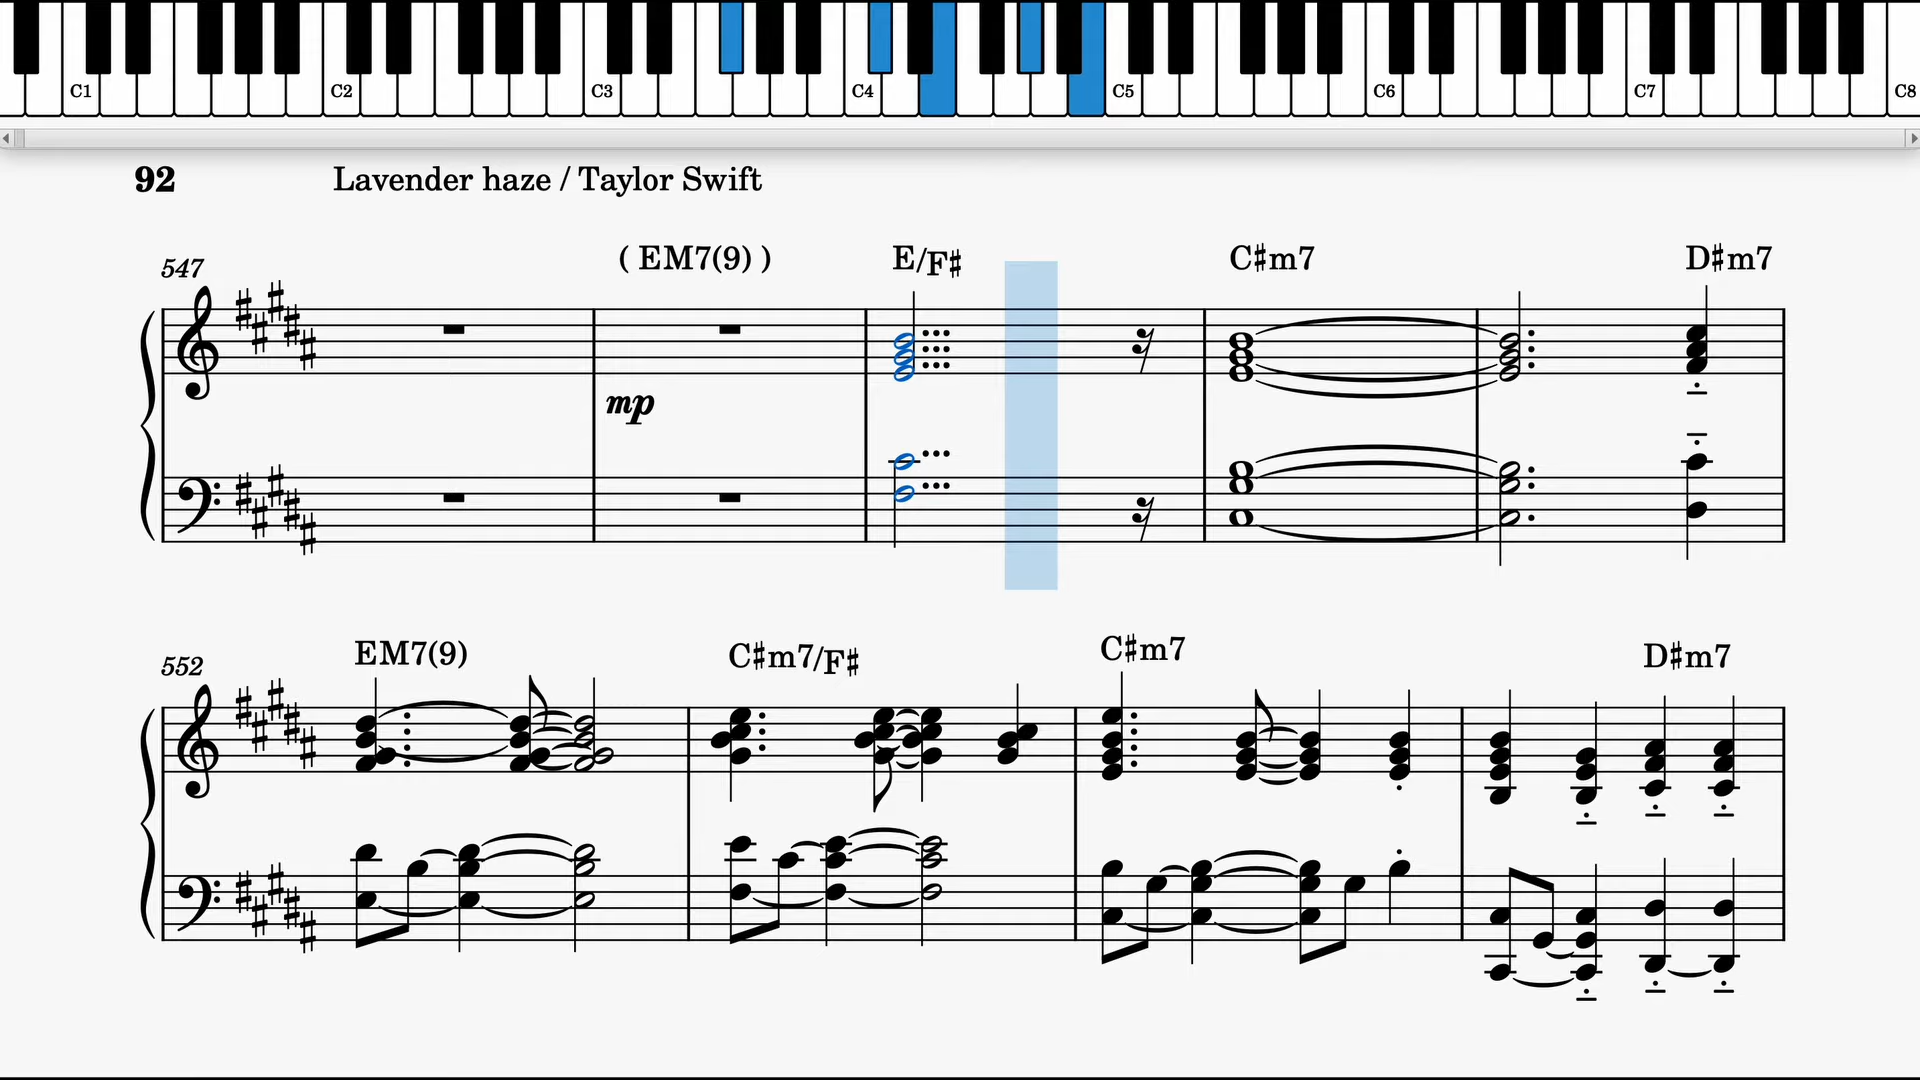 C1 C2 C3 C4 C5 C6 C7 C8
92 Lavender haze / Taylor Swift
547 ( EM7(9) ) E/F♯ C♯m7 D♯m7
mp
552 EM7(9) C♯m7/F♯ C♯m7 D♯m7